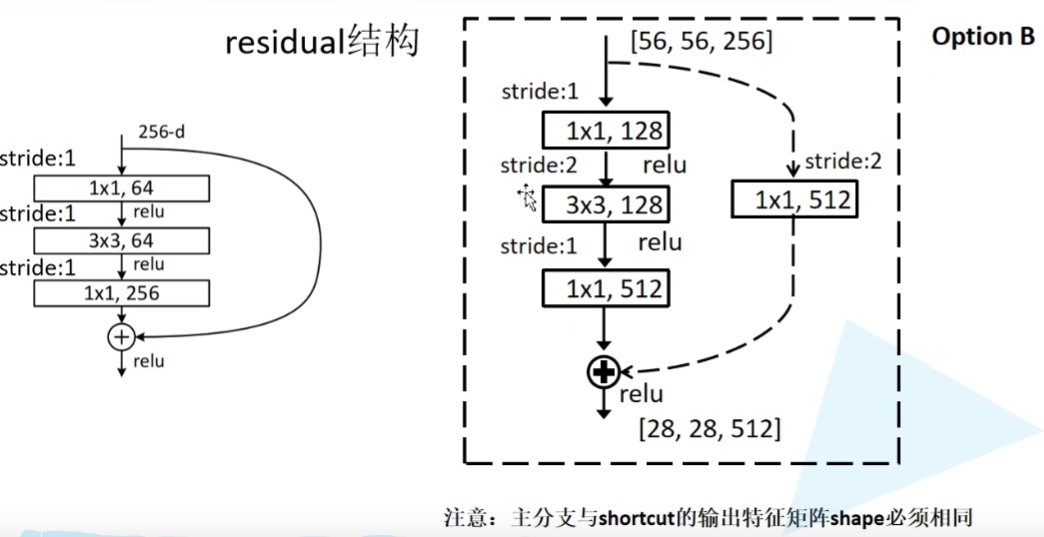 residual结构
256-d
stride:1
1x1, 64
stride:1
relu
3x3, 64
stride:1
relu
1x1, 256
relu
Option B
[56, 56, 256]
stride:1
1x1, 128
stride:2
relu
stride:2
3x3, 128
1x1, 512
stride:1
relu
1x1, 512
relu
[28, 28, 512]
注意：主分支与shortcut的输出特征矩阵shape必须相同